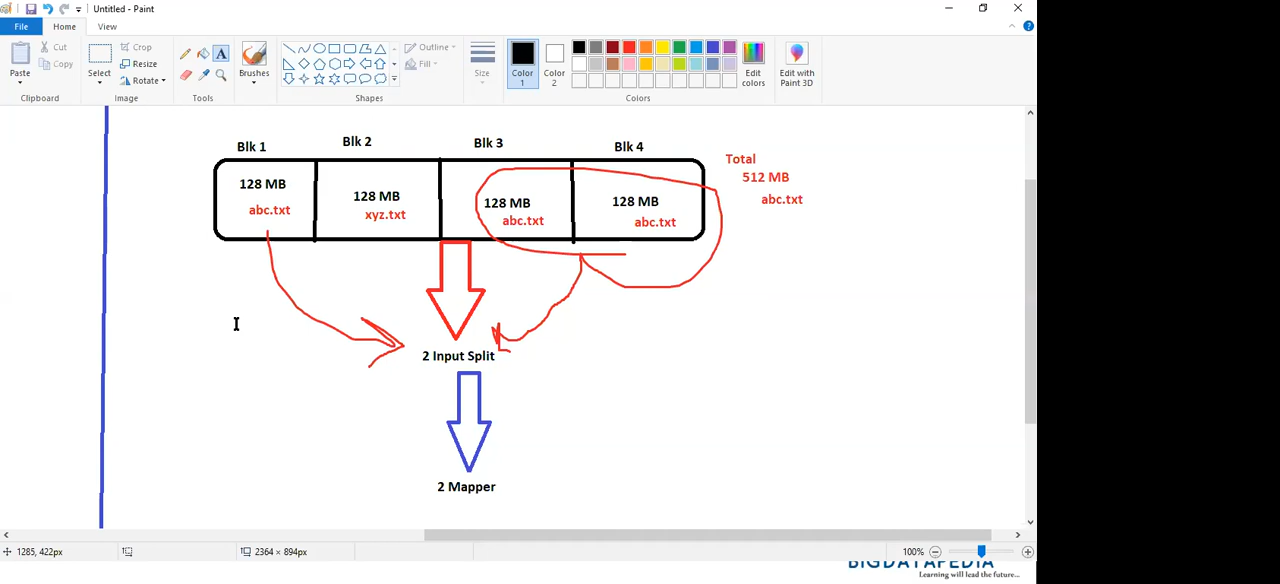 Untitled - Paint
File
Home
View
Paste
Cut
Copy
Clipboard
Select
Crop
Resize
Rotate
Image
A
Tools
Brushes
Shapes
Outline
Fill
Size
Color
1
Color
2
Colors
Edit
colors
Edit with
Paint 3D
Blk 1
Blk 2
Blk 3
Blk 4
128 MB
abc.txt
128 MB
xyz.txt
128 MB
abc.txt
128 MB
abc.txt
Total
512 MB
abc.txt
2 Input Split
2 Mapper
1285, 422px
2364 × 894px
100%
BIGDATAPEDIA
Learning will lead the future...